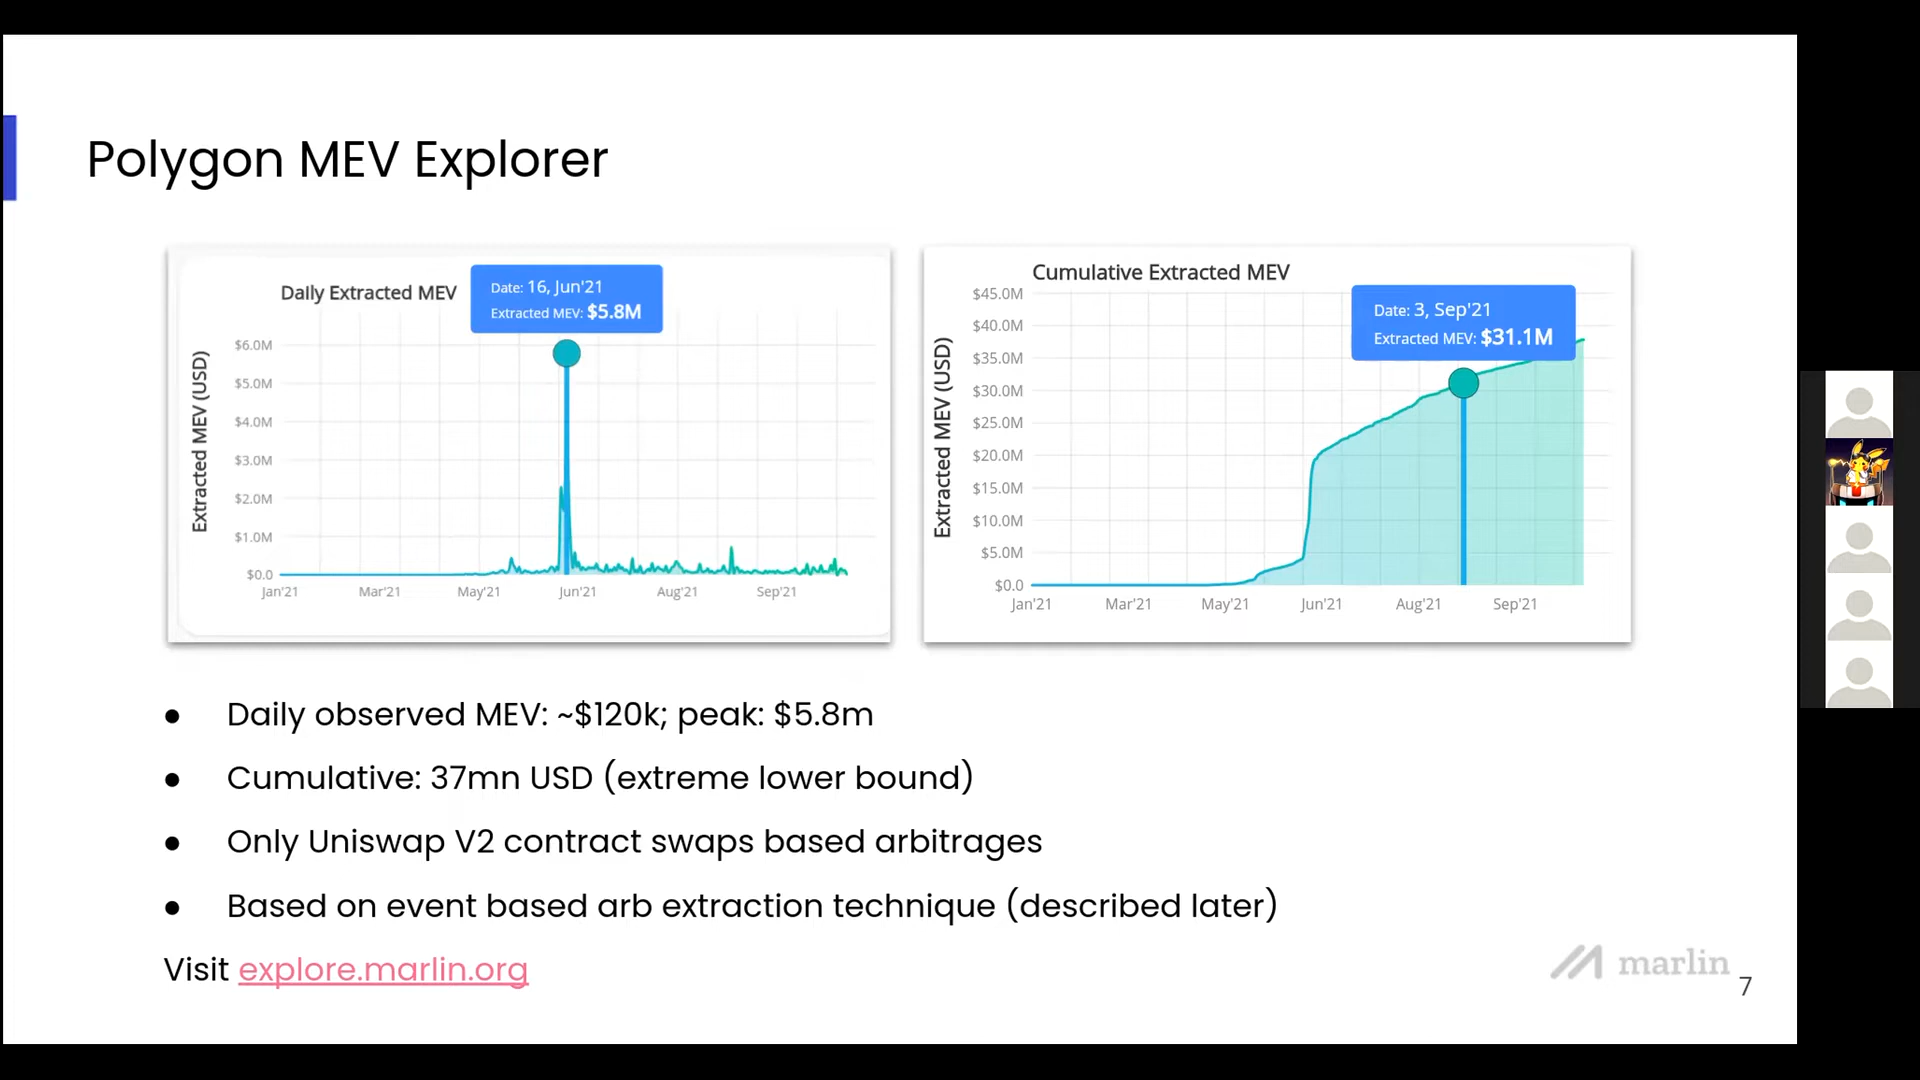 Polygon MEV Explorer
Daily Extracted MEV
Date: 16, Jun'21
Extracted MEV: $5.8M
Extracted MEV (USD)
$6.0M
$5.0M
$4.0M
$3.0M
$2.0M
$1.0M
$0.0
Jan'21 Mar'21 May'21 Jun'21 Aug'21 Sep'21
Cumulative Extracted MEV
Date: 3, Sep'21
Extracted MEV: $31.1M
Extracted MEV (USD)
$45.0M
$40.0M
$35.0M
$30.0M
$25.0M
$20.0M
$15.0M
$10.0M
$5.0M
$0.0
Jan'21 Mar'21 May'21 Jun'21 Aug'21 Sep'21
● Daily observed MEV: ~$120k; peak: $5.8m
● Cumulative: 37mn USD (extreme lower bound)
● Only Uniswap V2 contract swaps based arbitrages
● Based on event based arb extraction technique (described later)
Visit explore.marlin.org
marlin
7